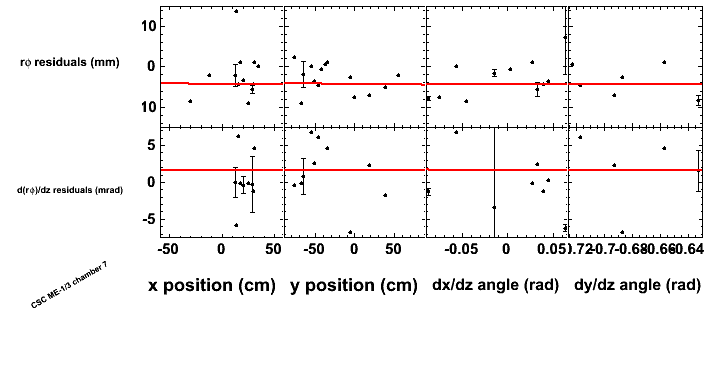 10
rϕ residuals (mm)
0
10
5
d(rϕ)/dz residuals (mrad)
0
-5
-50 0 50 -50 0 50 -0.05 0 0.05 -0.72 -0.7 -0.68 -0.66 -0.64
CSC ME-1/3 chamber 7
x position (cm) y position (cm) dx/dz angle (rad) dy/dz angle (rad)